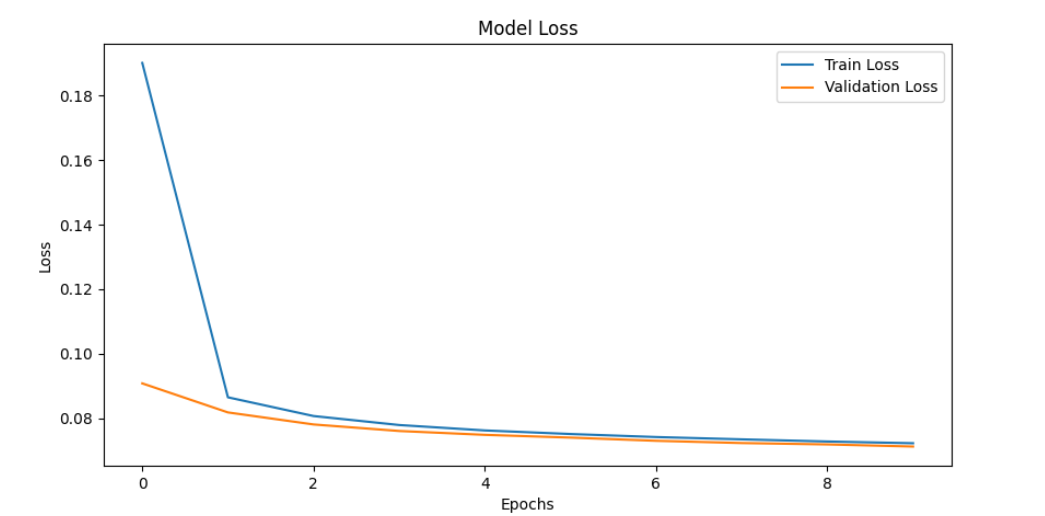 Model Loss
Train Loss
Validation Loss
0.18
0.16
0.14
0.12
0.10
0.08
Loss
0 2 4 6 8
Epochs